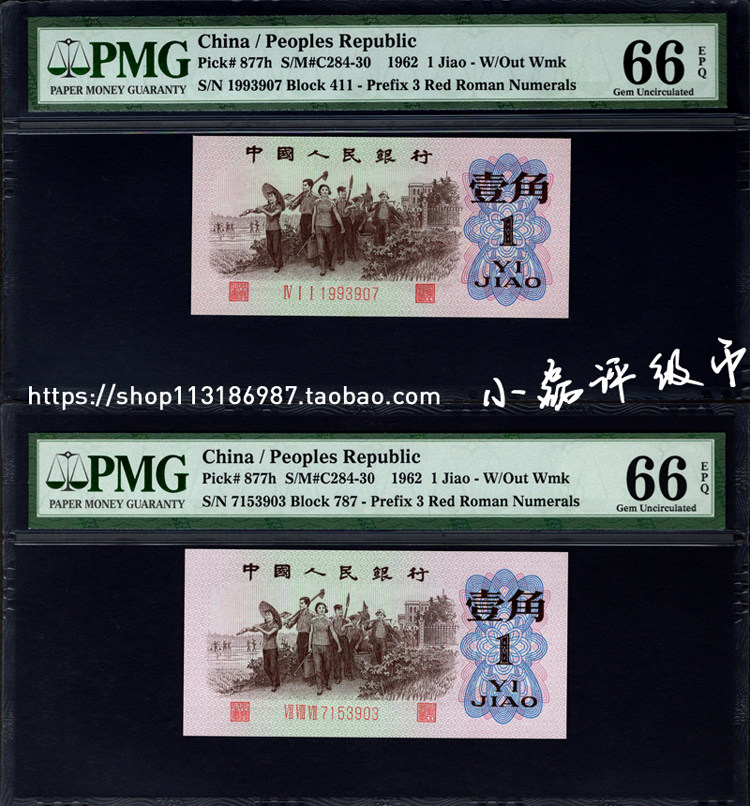 PMG
PAPER MONEY GUARANTY
China / Peoples Republic
Pick# 877h S/M#C284-30 1962 1 Jiao - W/Out Wmk
S/N 1993907 Block 411 - Prefix 3 Red Roman Numerals
66 EPQ
Gem Uncirculated
中國人民銀行
壹角
1
YI
JIAO
Ⅳ Ⅰ Ⅰ 1993907
https://shop113186987.taobao.com
小磊评级币
PMG
PAPER MONEY GUARANTY
China / Peoples Republic
Pick# 877h S/M#C284-30 1962 1 Jiao - W/Out Wmk
S/N 7153903 Block 787 - Prefix 3 Red Roman Numerals
66 EPQ
Gem Uncirculated
中國人民銀行
壹角
1
YI
JIAO
Ⅶ Ⅷ Ⅶ 7153903